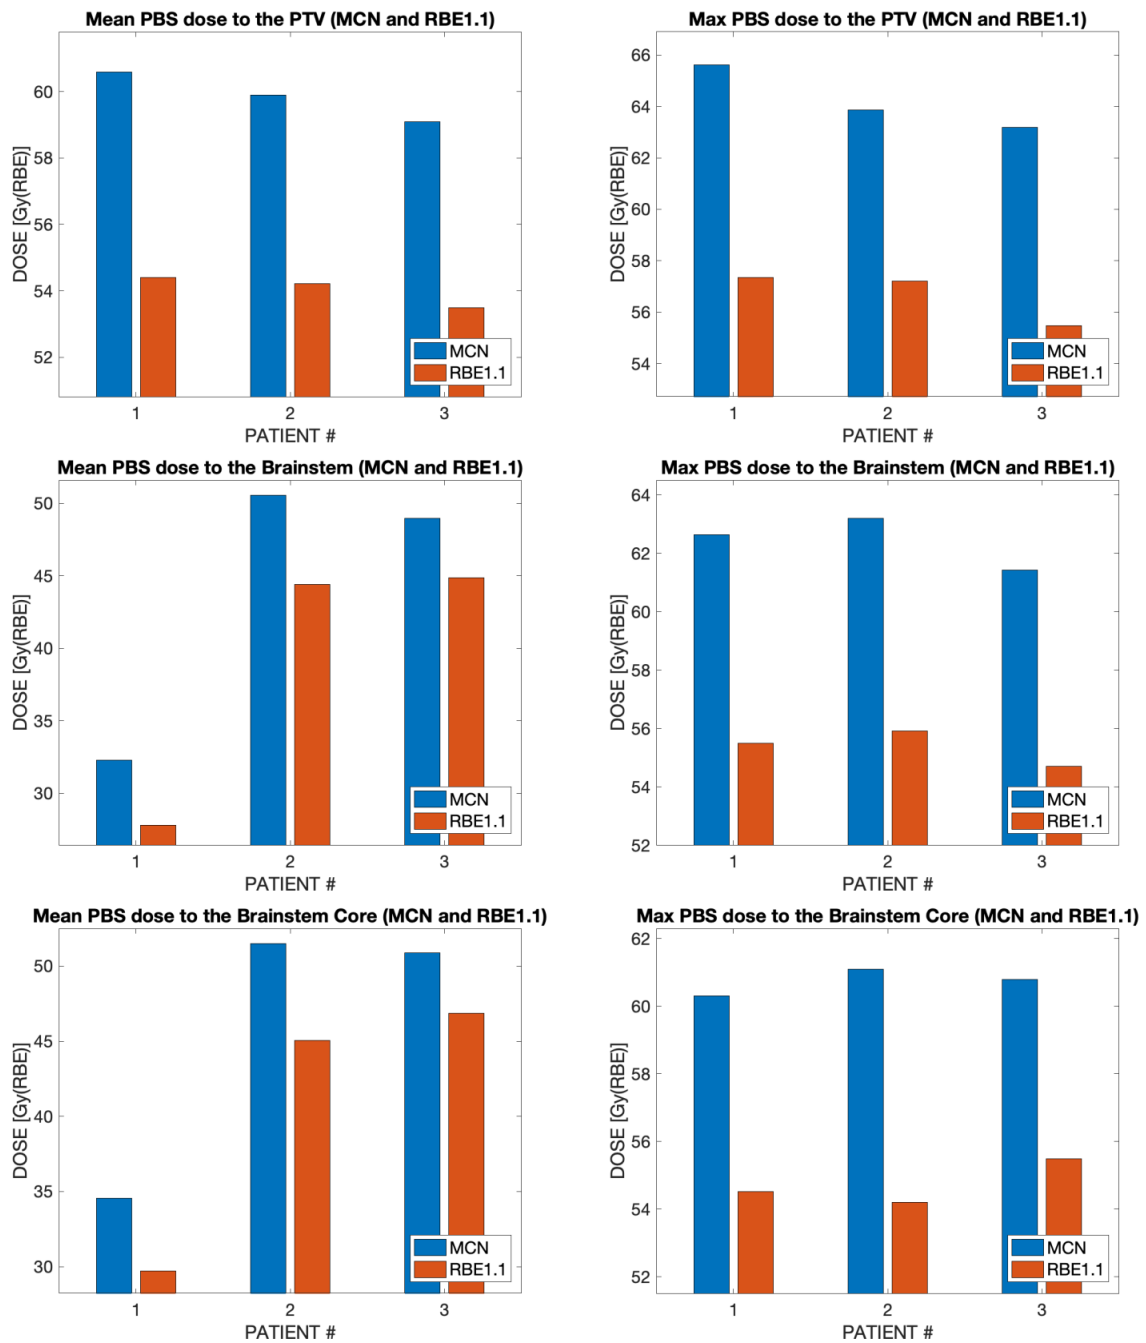 Mean PBS dose to the PTV (MCN and RBE1.1)
60
58
56
54
52
DOSE [Gy(RBE)]
MCN
RBE1.1
1 2 3
PATIENT #
Max PBS dose to the PTV (MCN and RBE1.1)
66
64
62
60
58
56
54
DOSE [Gy(RBE)]
MCN
RBE1.1
1 2 3
PATIENT #
Mean PBS dose to the Brainstem (MCN and RBE1.1)
50
45
40
35
30
DOSE [Gy(RBE)]
MCN
RBE1.1
1 2 3
PATIENT #
Max PBS dose to the Brainstem (MCN and RBE1.1)
64
62
60
58
56
54
52
DOSE [Gy(RBE)]
MCN
RBE1.1
1 2 3
PATIENT #
Mean PBS dose to the Brainstem Core (MCN and RBE1.1)
50
45
40
35
30
DOSE [Gy(RBE)]
MCN
RBE1.1
1 2 3
PATIENT #
Max PBS dose to the Brainstem Core (MCN and RBE1.1)
62
60
58
56
54
52
DOSE [Gy(RBE)]
MCN
RBE1.1
1 2 3
PATIENT #